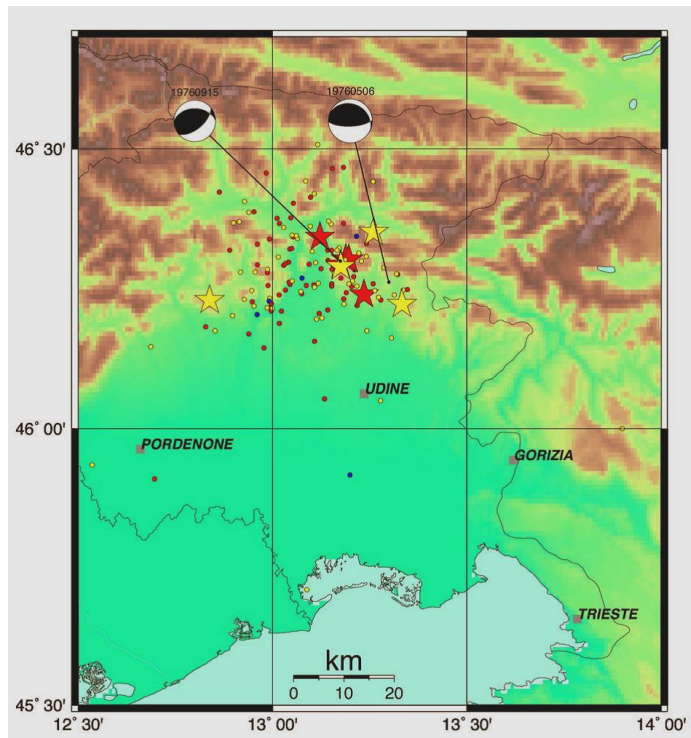 19760915
19760506
46° 30'
UDINE
46° 00'
PORDENONE
GORIZIA
TRIESTE
km
0 10 20
45° 30'
12° 30' 13° 00' 13° 30' 14° 00'